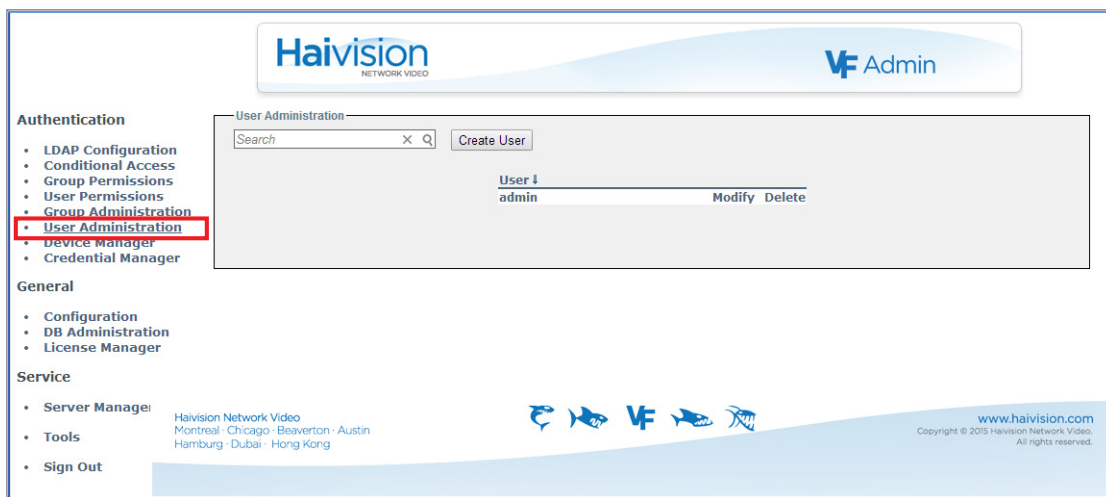 Haivision
NETWORK VIDEO
VF Admin
Authentication
• LDAP Configuration
• Conditional Access
• Group Permissions
• User Permissions
• Group Administration
• User Administration
• Device Manager
• Credential Manager
General
• Configuration
• DB Administration
• License Manager
Service
• Server Manager
• Tools
• Sign Out
User Administration
Search
Create User
User
admin Modify Delete
Haivision Network Video
Montreal · Chicago · Beaverton · Austin
Hamburg · Dubai · Hong Kong
VF
www.haivision.com
Copyright © 2015 Haivision Network Video.
All rights reserved.